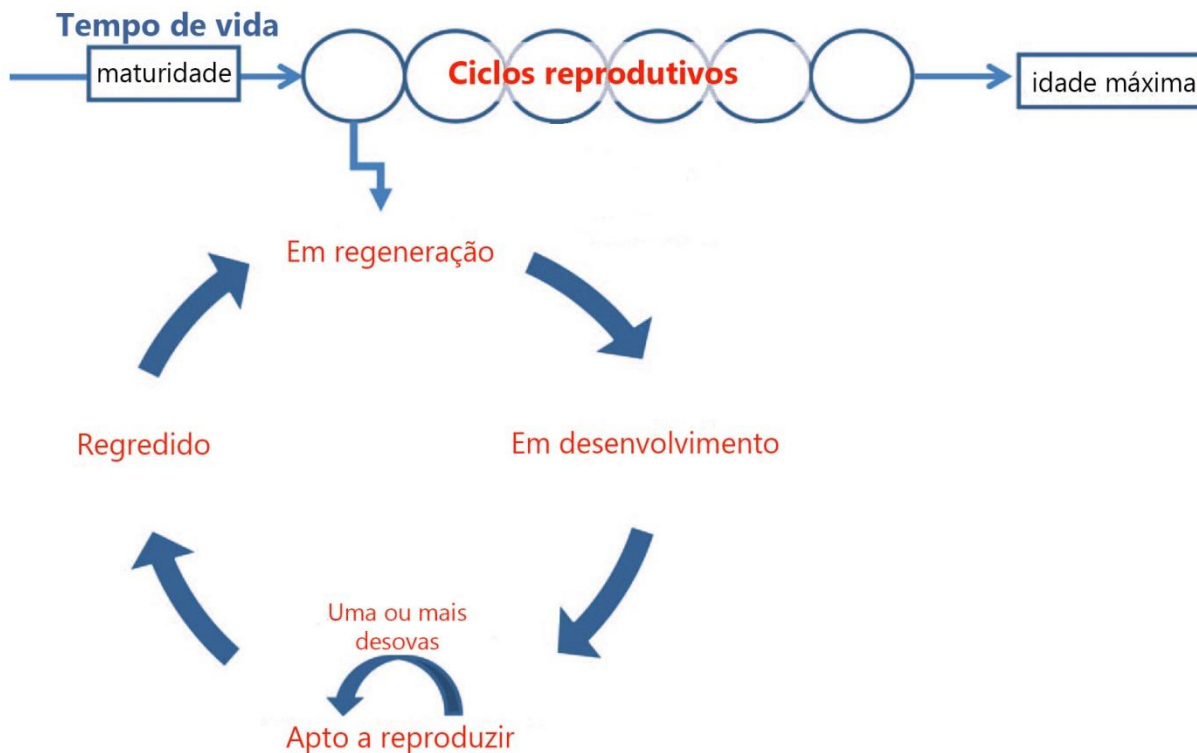 Tempo de vida
maturidade
Ciclos reprodutivos
idade máxima
Em regeneração
Regredido
Em desenvolvimento
Uma ou mais
desovas
Apto a reproduzir